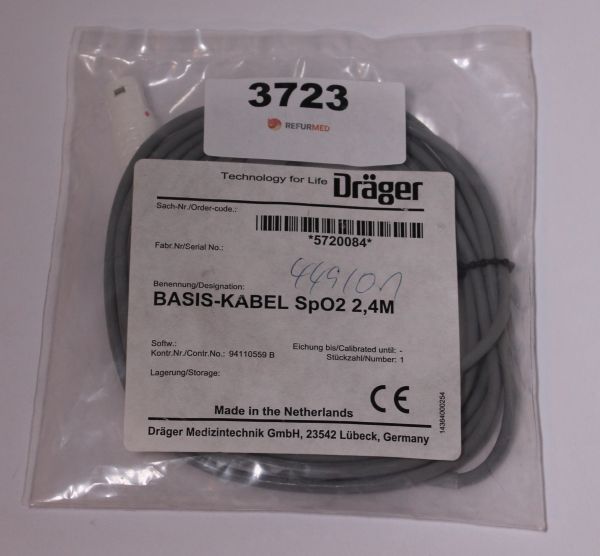 3723
REFURMED
Technology for Life Dräger
Sach-Nr./Order-code.:
*5720084*
Fabr.Nr/Serial No.:
449101
Benennung/Designation:
BASIS-KABEL SpO2 2,4M
Softw.:
Kontr.Nr./Contr.No.: 94110559 B
Eichung bis/Calibrated until: -
Stückzahl/Number: 1
Lagerung/Storage:
CE
14364000254
Made in the Netherlands
Dräger Medizintechnik GmbH, 23542 Lübeck, Germany